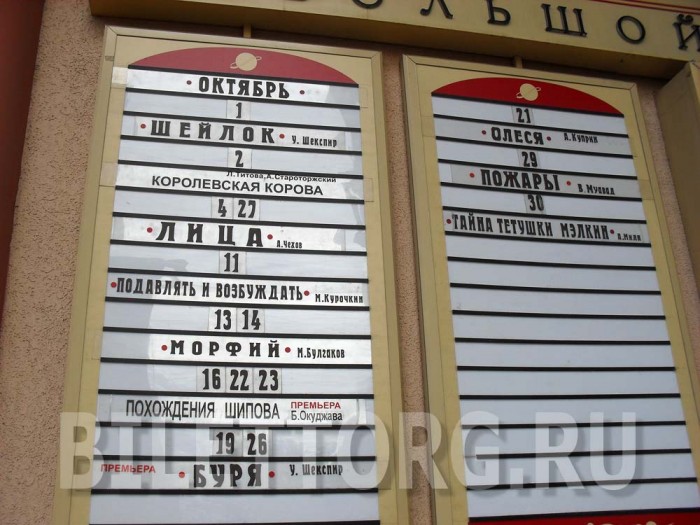 БОЛЬШОЙ
• ОКТЯБРЬ •
1
• ШЕЙЛОК • У. Шекспир
2
Л.Титова, А.Староторжский
КОРОЛЕВСКАЯ КОРОВА
4 27
• ЛИЦА • А.Чехов
11
• ПОДАВЛЯТЬ И ВОЗБУЖДАТЬ • М.Курочкин
13 14
• МОРФИЙ • М.Булгаков
16 22 23
ПОХОЖДЕНИЯ ШИПОВА ПРЕМЬЕРА
Б.Окуджава
19 26
ПРЕМЬЕРА • БУРЯ • У. Шекспир
21
• ОЛЕСЯ • А.Куприн
29
• ПОЖАРЫ • В.Муавад
30
• ТАЙНА ТЕТУШКИ МЭЛКИН • А.Милн
BILETTORG.RU